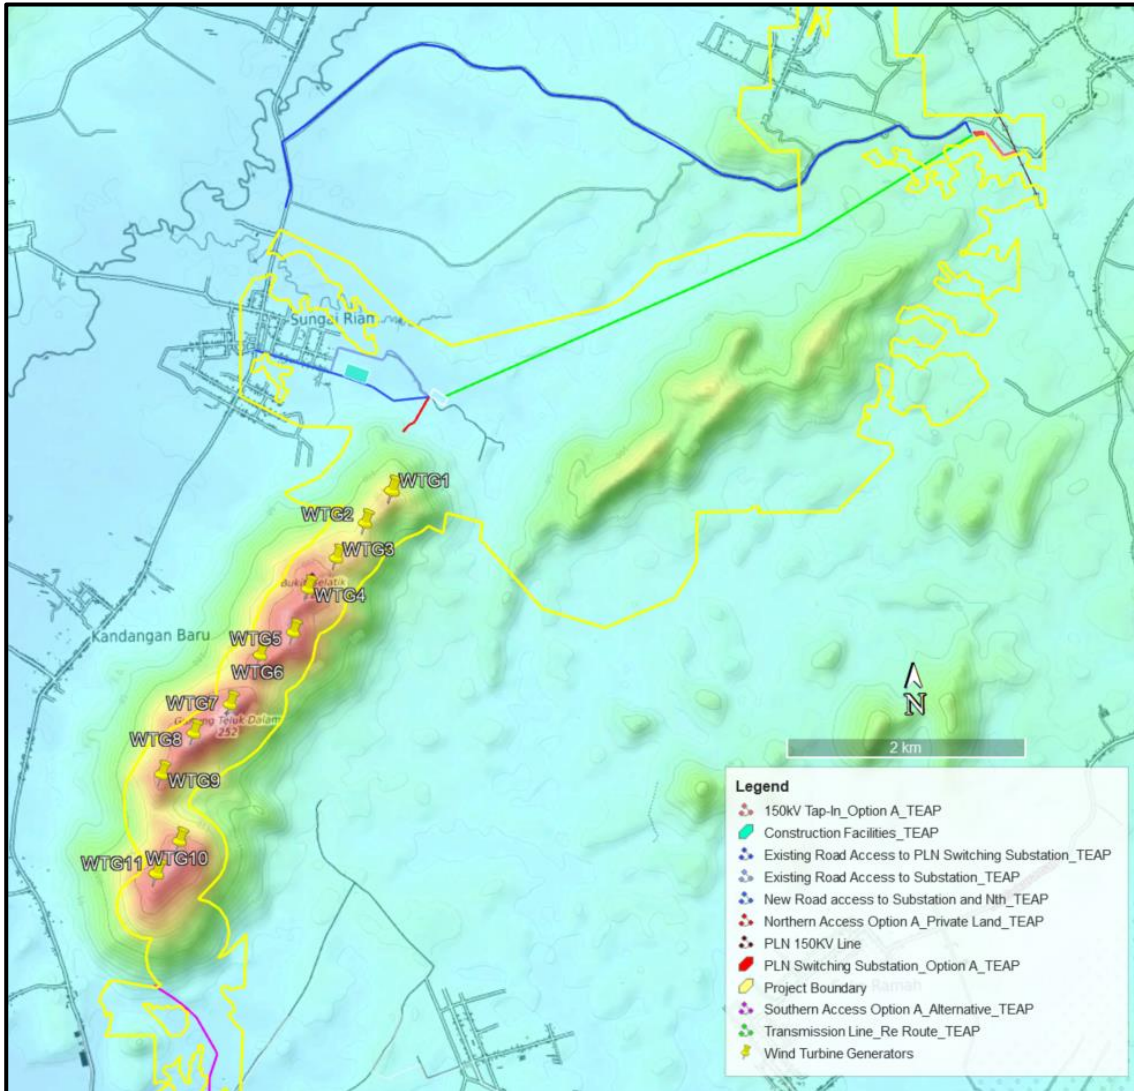 Sungai Rian
WTG1
WTG2
WTG3
WTG4
Kandangan Baru
WTG5
WTG6
WTG7
Gunung Teluk Dalam
252
WTG8
WTG9
WTG11
WTG10
N
2 km
Legend
150kV Tap-In_Option A_TEAP
Construction Facilities_TEAP
Existing Road Access to PLN Switching Substation_TEAP
Existing Road Access to Substation_TEAP
New Road access to Substation and Nth_TEAP
Northern Access Option A_Private Land_TEAP
PLN 150KV Line
PLN Switching Substation_Option A_TEAP
Project Boundary
Southern Access Option A_Alternative_TEAP
Transmission Line_Re Route_TEAP
Wind Turbine Generators